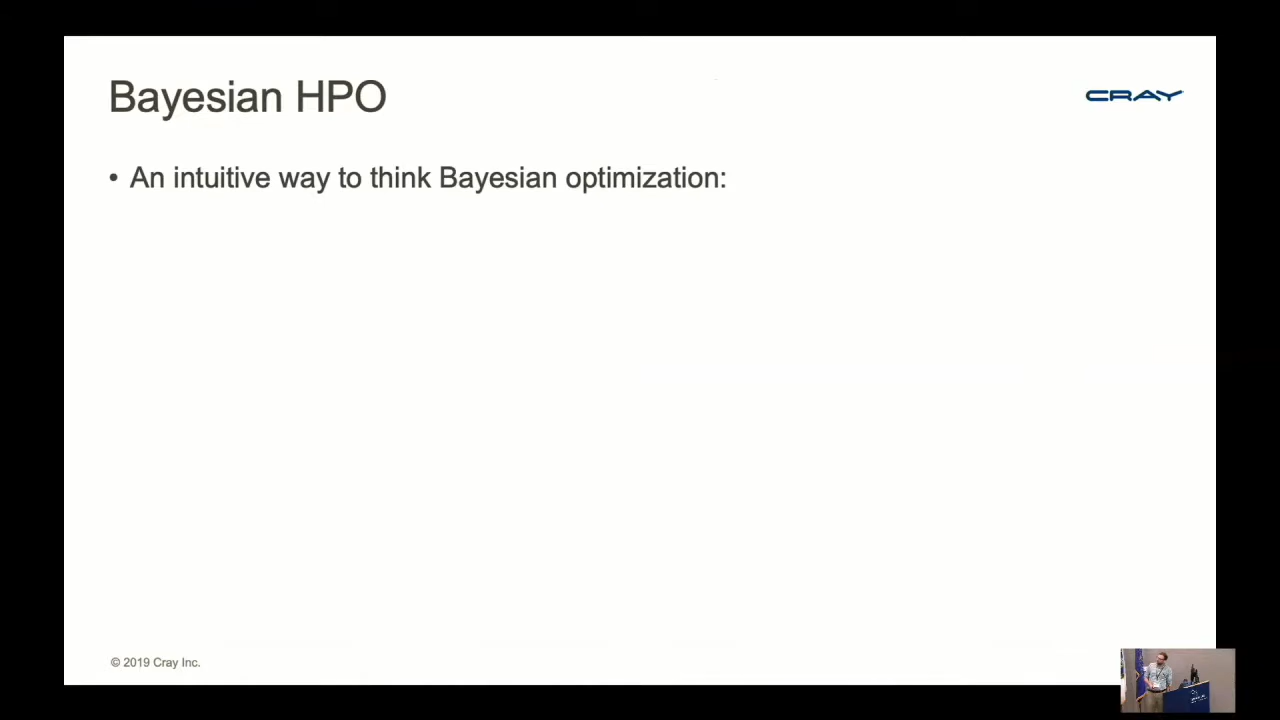 Bayesian HPO
CRAY
• An intuitive way to think Bayesian optimization:
© 2019 Cray Inc.